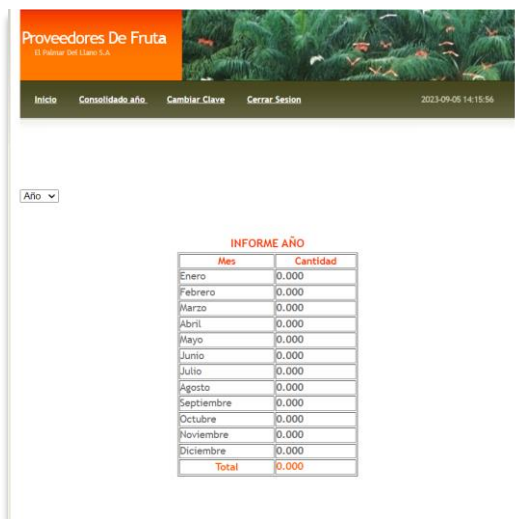 Proveedores De Fruta
El Palmar Del Llano S.A
Inicio Consolidado año Cambiar Clave Cerrar Sesion 2023-09-05 14:15:56
Año
INFORME AÑO
Mes Cantidad
Enero 0.000
Febrero 0.000
Marzo 0.000
Abril 0.000
Mayo 0.000
Junio 0.000
Julio 0.000
Agosto 0.000
Septiembre 0.000
Octubre 0.000
Noviembre 0.000
Diciembre 0.000
Total 0.000